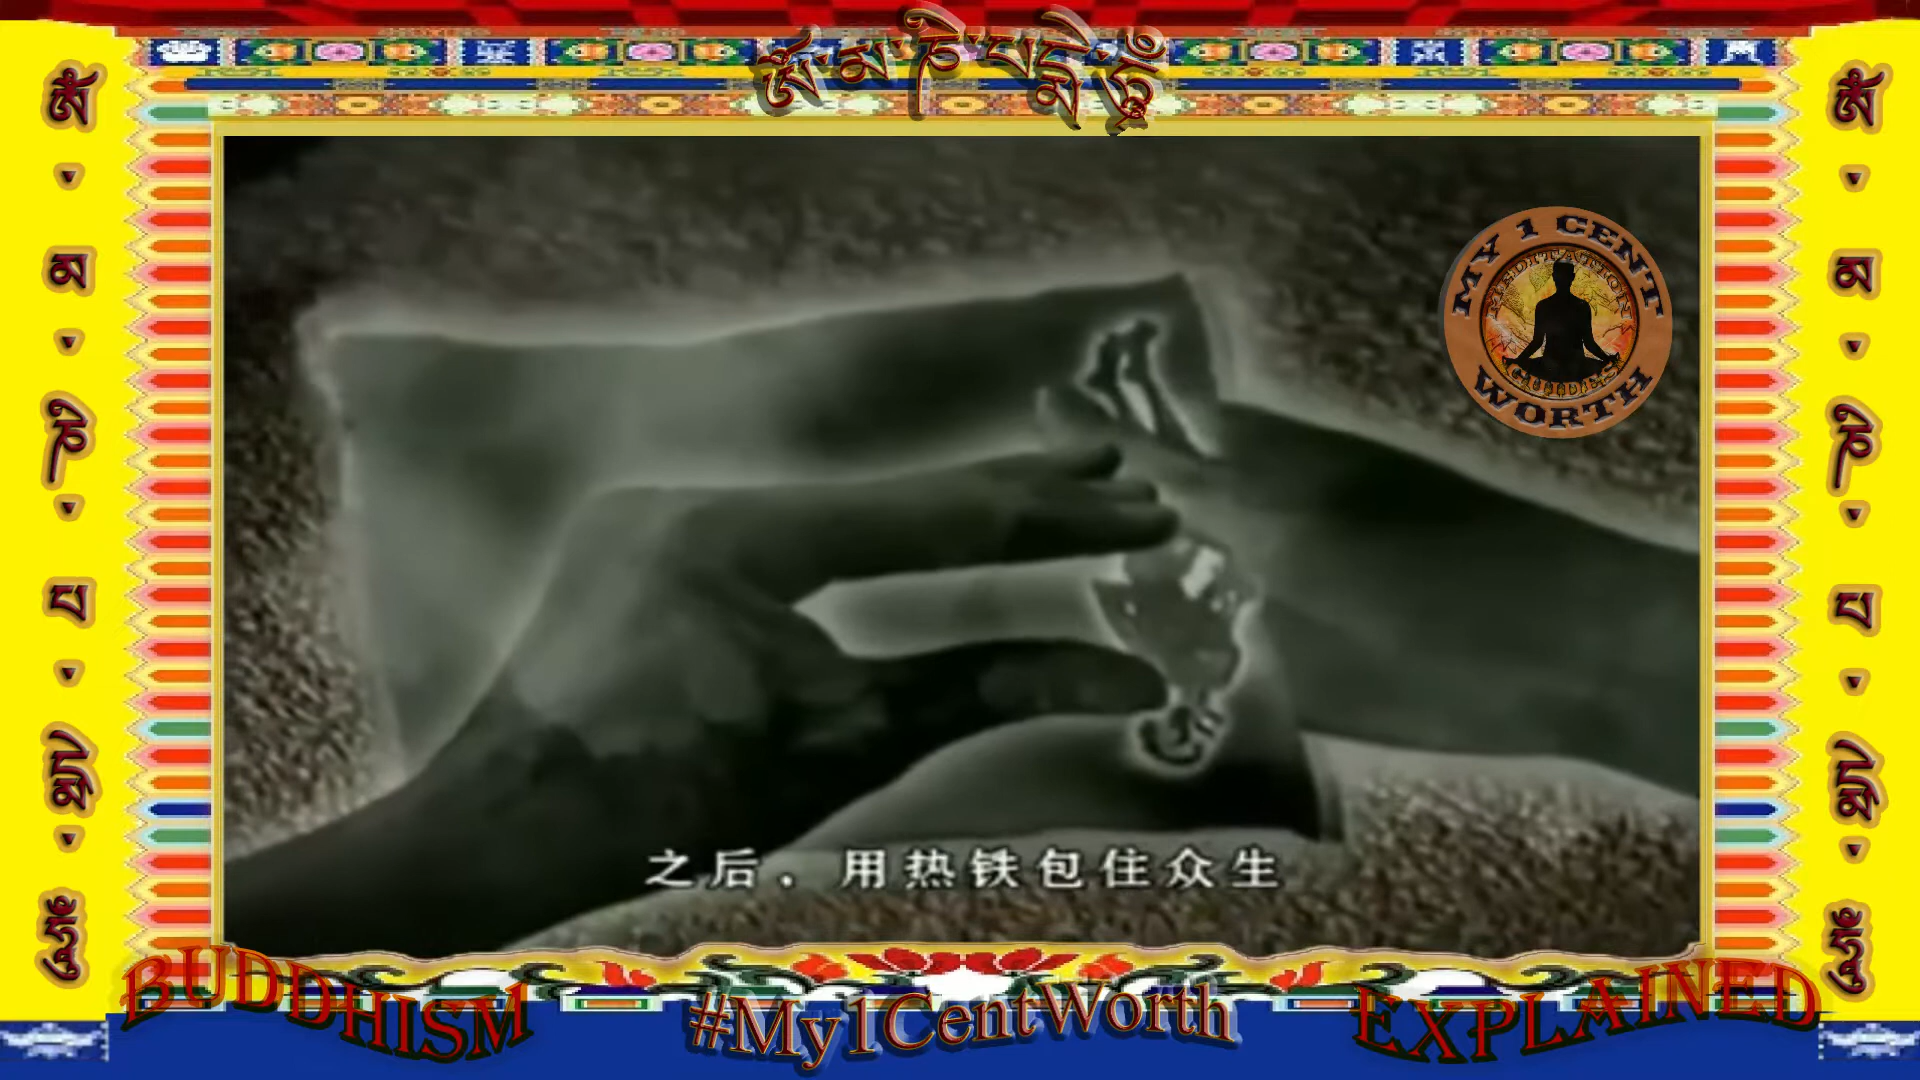 ༀ་མ་ཎི་པདྨེ་ཧཱུྃ
MY 1 CENT
MEDITATION
GUIDES
WORTH
之后. 用热铁包住众生
BUDDHISM
#My1CentWorth
EXPLAINED